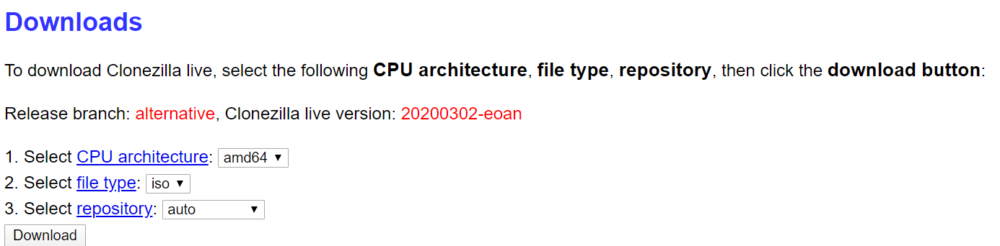 Downloads
To download Clonezilla live, select the following CPU architecture, file type, repository, then click the download button:
Release branch: alternative, Clonezilla live version: 20200302-eoan
1. Select CPU architecture: amd64
2. Select file type: iso
3. Select repository: auto
Download